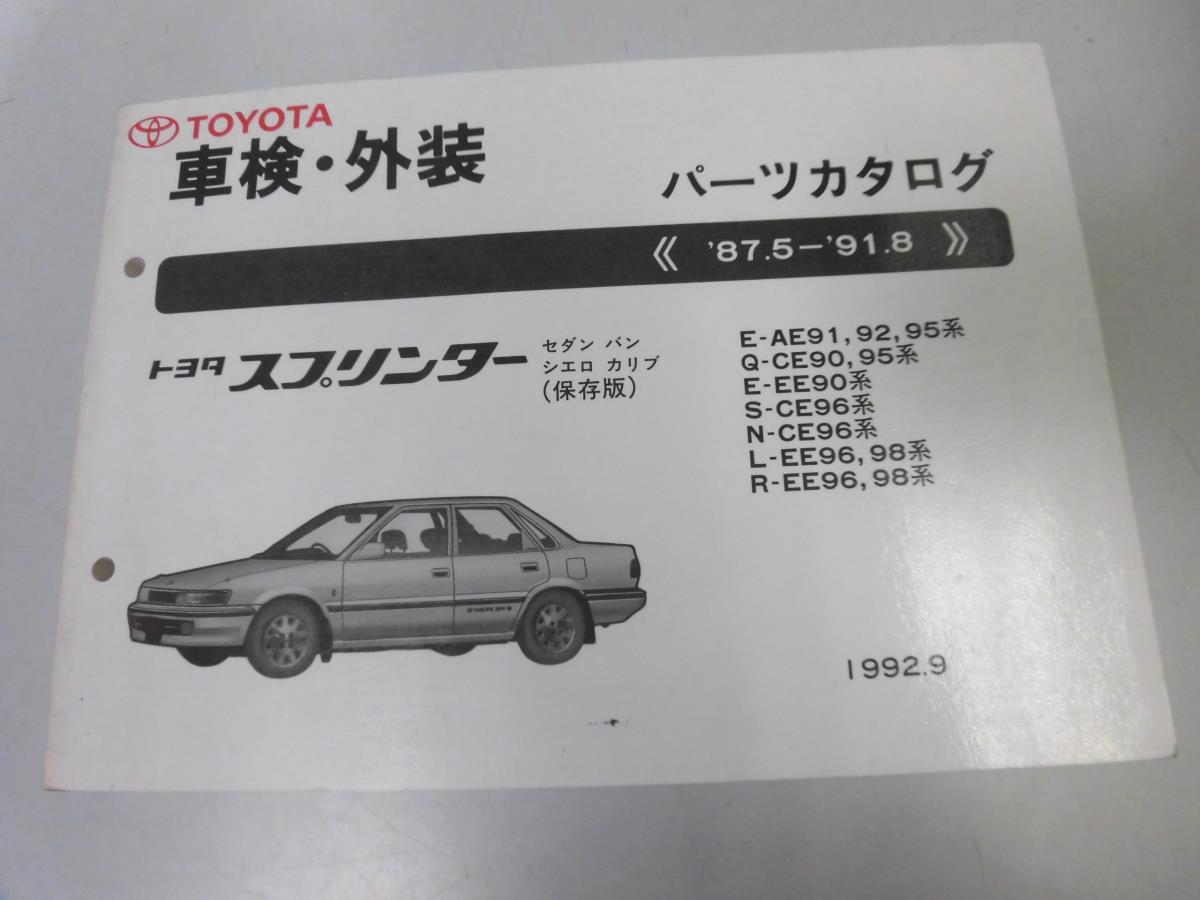 TOYOTA
車検・外装
パーツカタログ
《 '87.5-'91.8 》
トヨタ スプリンター
セダン バン
シエロ カリブ
(保存版)
E-AE91, 92, 95系
Q-CE90, 95系
E-EE90系
S-CE96系
N-CE96系
L-EE96, 98系
R-EE96, 98系
1992.9